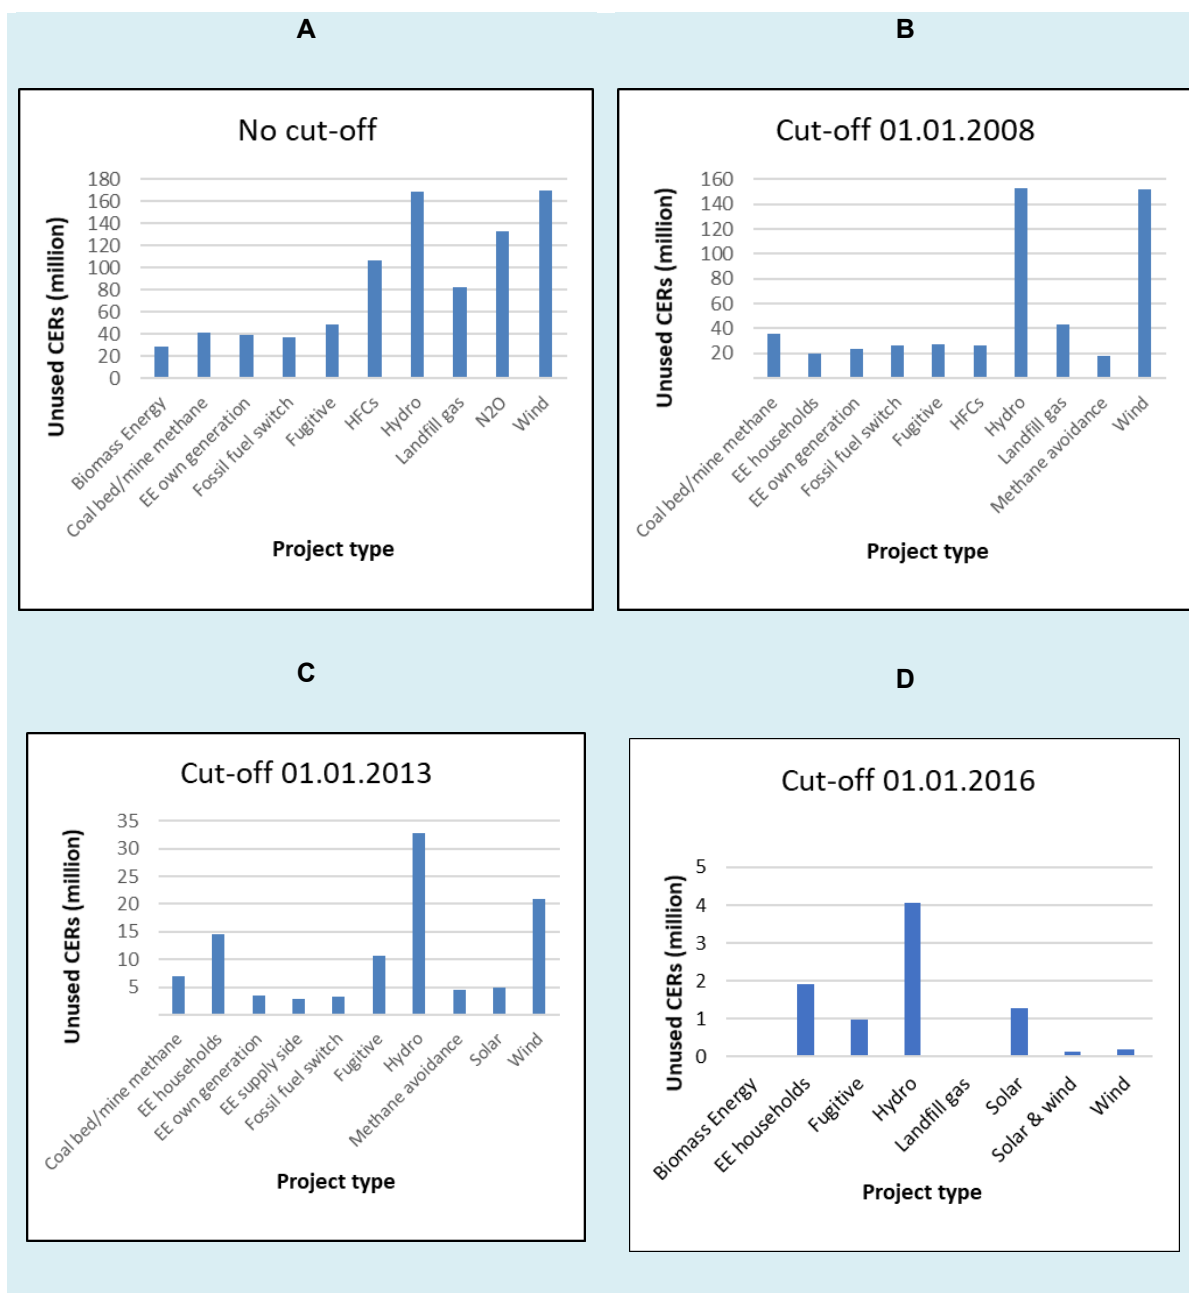 A
No cut-off
Unused CERs (million)
180
160
140
120
100
80
60
40
20
0
Biomass Energy
Coal bed/mine methane
EE own generation
Fossil fuel switch
Fugitive
HFCs
Hydro
Landfill gas
N2O
Wind
Project type
B
Cut-off 01.01.2008
Unused CERs (million)
160
140
120
100
80
60
40
20
Coal bed/mine methane
EE households
EE own generation
Fossil fuel switch
Fugitive
HFCs
Hydro
Landfill gas
Methane avoidance
Wind
Project type
C
Cut-off 01.01.2013
Unused CERs (million)
35
30
25
20
15
10
5
Coal bed/mine methane
EE households
EE own generation
EE supply side
Fossil fuel switch
Fugitive
Hydro
Methane avoidance
Solar
Wind
Project type
D
Cut-off 01.01.2016
Unused CERs (million)
5
4
3
2
1
0
Biomass Energy
EE households
Fugitive
Hydro
Landfill gas
Solar
Solar & wind
Wind
Project type